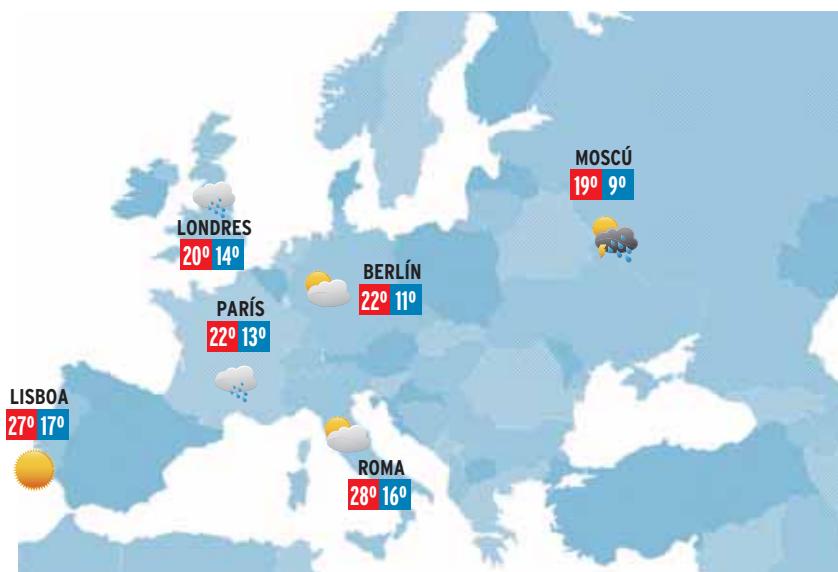 MOSCÚ
19º 9º
LONDRES
20º 14º
BERLÍN
22º 11º
PARÍS
22º 13º
LISBOA
27º 17º
ROMA
28º 16º